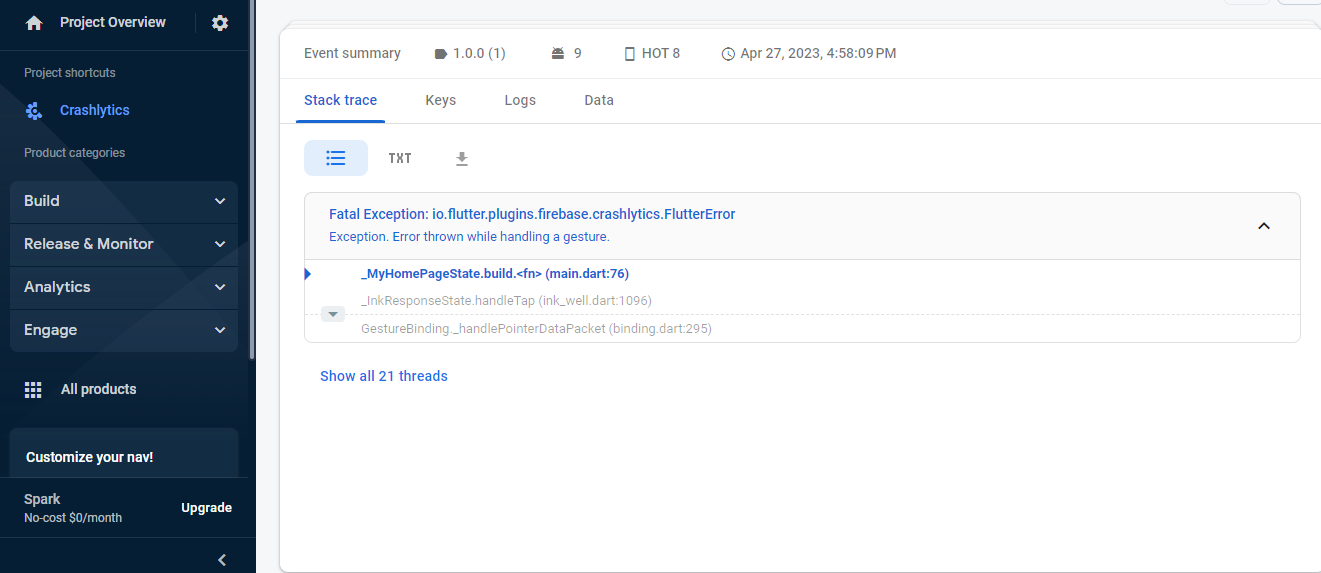 Project Overview
Project shortcuts
Crashlytics
Product categories
Build
Release & Monitor
Analytics
Engage
All products
Customize your nav!
Spark
No-cost $0/month
Upgrade
Event summary
1.0.0 (1)
9
HOT 8
Apr 27, 2023, 4:58:09 PM
Stack trace
Keys
Logs
Data
TXT
Fatal Exception: io.flutter.plugins.firebase.crashlytics.FlutterError
Exception. Error thrown while handling a gesture.
_MyHomePageState.build.<fn> (main.dart:76)
_InkResponseState.handleTap (ink_well.dart:1096)
GestureBinding._handlePointerDataPacket (binding.dart:295)
Show all 21 threads